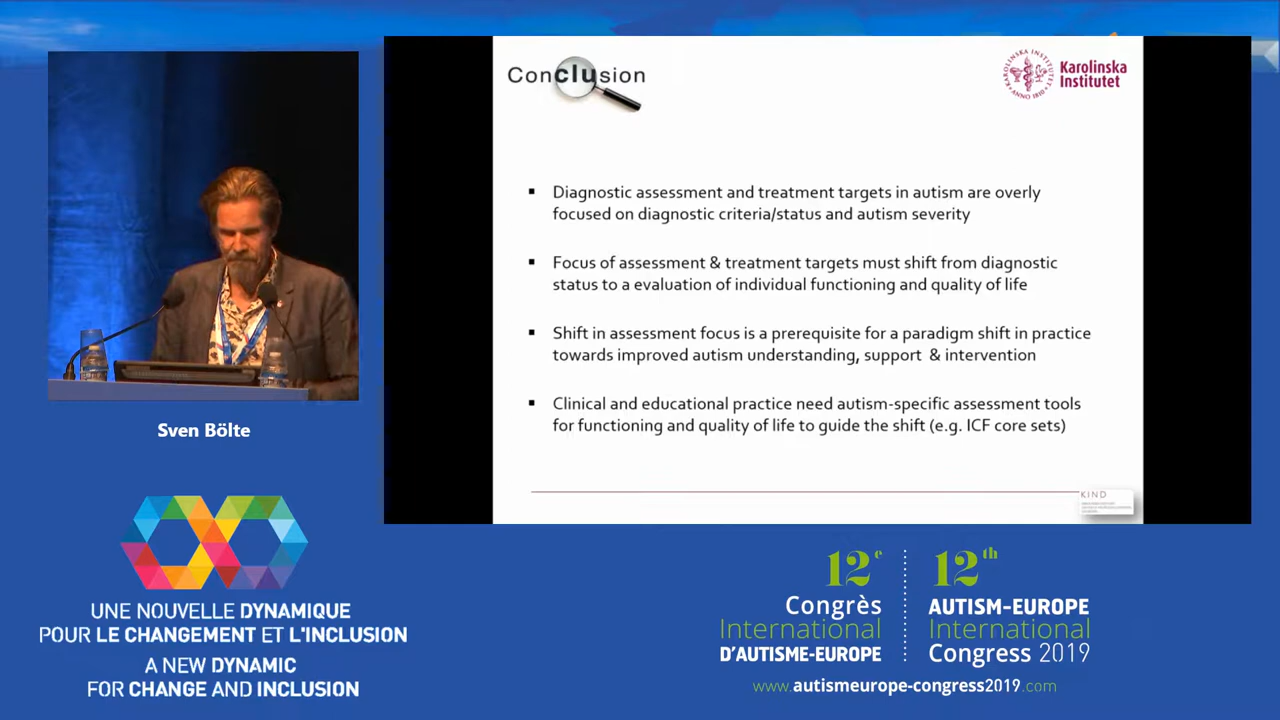 Conclusion
KAROLINSKA INSTITUTET
ANNO 1810
Karolinska
Institutet
Diagnostic assessment and treatment targets in autism are overly
focused on diagnostic criteria/status and autism severity
Focus of assessment & treatment targets must shift from diagnostic
status to a evaluation of individual functioning and quality of life
Shift in assessment focus is a prerequisite for a paradigm shift in practice
towards improved autism understanding, support & intervention
Clinical and educational practice need autism-specific assessment tools
for functioning and quality of life to guide the shift (e.g. ICF core sets)
KIND
Sven Bölte
UNE NOUVELLE DYNAMIQUE
POUR LE CHANGEMENT ET L'INCLUSION
A NEW DYNAMIC
FOR CHANGE AND INCLUSION
12e
Congrès
International
D'AUTISME-EUROPE
12th
AUTISM-EUROPE
International
Congress 2019
www.autismeurope-congress2019.com